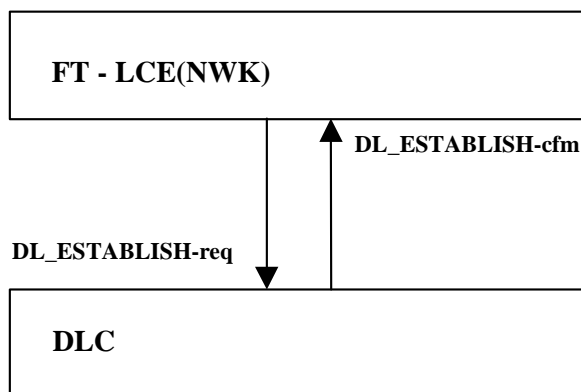 FT - LCE(NWK)
DL_ESTABLISH-cfm
DL_ESTABLISH-req
DLC